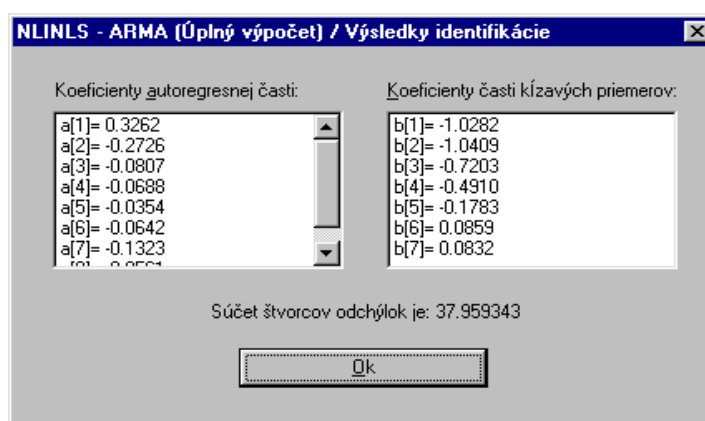 NLINLS - ARMA (Úplný výpočet) / Výsledky identifikácie
Koeficienty autoregresnej časti:
a[1]= 0.3262
a[2]= -0.2726
a[3]= -0.0807
a[4]= -0.0688
a[5]= -0.0354
a[6]= -0.0642
a[7]= -0.1323
Koeficienty časti kĺzavých priemerov:
b[1]= -1.0282
b[2]= -1.0409
b[3]= -0.7203
b[4]= -0.4910
b[5]= -0.1783
b[6]= 0.0859
b[7]= 0.0832
Súčet štvorcov odchýlok je: 37.959343
Ok